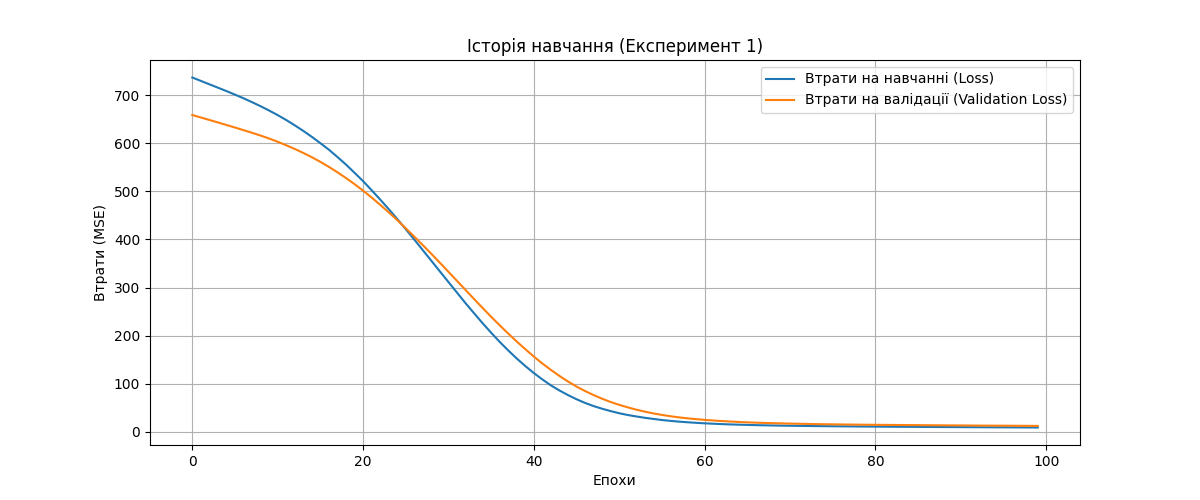 Історія навчання (Експеримент 1)
Втрати на навчанні (Loss)
Втрати на валідації (Validation Loss)
Втрати (MSE)
700
600
500
400
300
200
100
0
0 20 40 60 80 100
Епохи